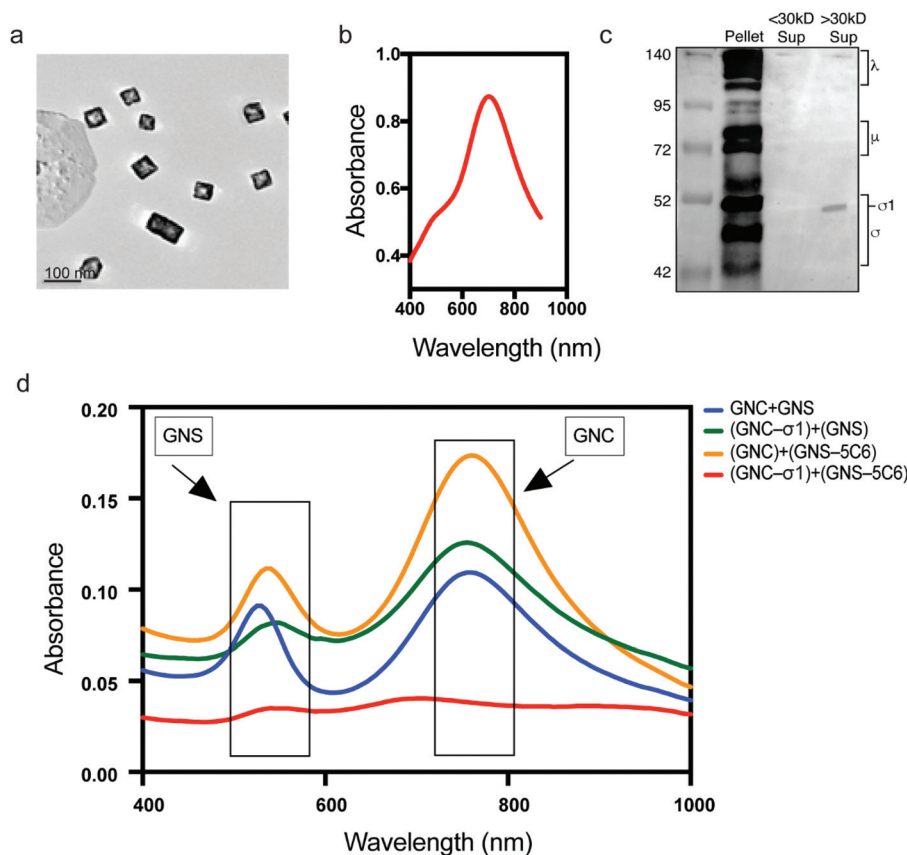 a
100 nm
b
1.0
0.8
0.6
0.4
Absorbance
400 600 800 1000
Wavelength (nm)
c
<30kD >30kD
Pellet Sup Sup
140
95
72
52
42
λ
μ
σ1
σ
d
0.20
0.15
0.10
0.05
0.00
Absorbance
GNS
GNC
400 600 800 1000
Wavelength (nm)
GNC+GNS
(GNC–σ1)+(GNS)
(GNC)+(GNS–5C6)
(GNC–σ1)+(GNS–5C6)